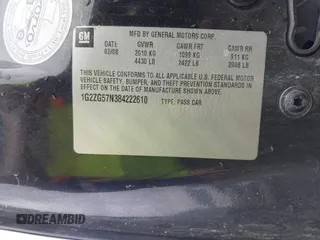 GM
MFD BY GENERAL MOTORS CORP.
DATE GVWR GAWR FRT GAWR RR
02/08 2010 KG 1099 KG 911 KG
4430 LB 2422 LB 2008 LB
THIS VEHICLE CONFORMS TO ALL APPLICABLE U.S. FEDERAL MOTOR
VEHICLE SAFETY, BUMPER, AND THEFT PREVENTION STANDARDS
IN EFFECT ON THE DATE OF MANUFACTURE SHOWN ABOVE.
1G2ZG57N384222610 TYPE: PASS CAR
DREAMBID